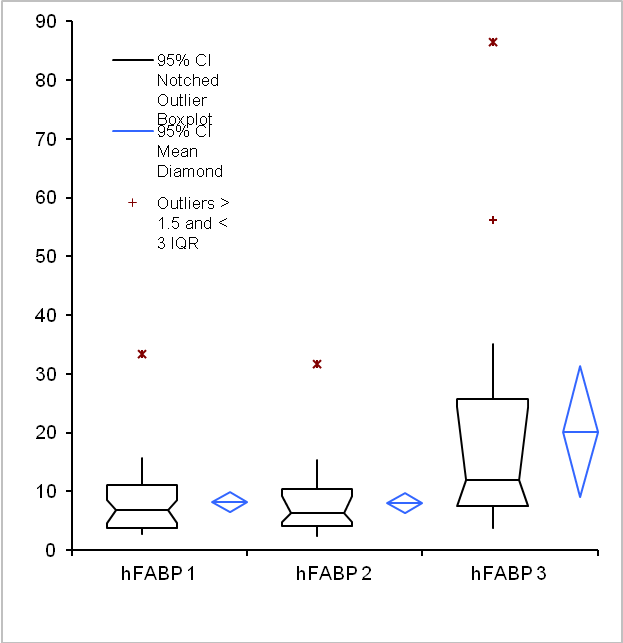 90
80
70
60
50
40
30
20
10
0
95% CI
Notched
Outlier
Boxplot
95% CI
Mean
Diamond
Outliers >
1.5 and <
3 IQR
hFABP 1
hFABP 2
hFABP 3